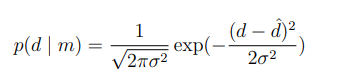 p(d | m) = \frac{1}{\sqrt{2\pi\sigma^2}} \exp(-\frac{(d - \hat{d})^2}{2\sigma^2})